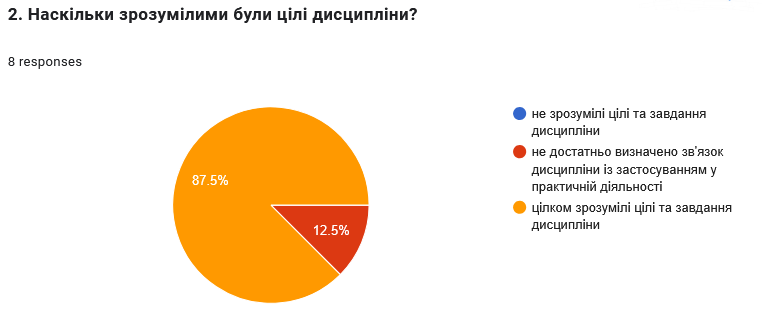 2. Наскільки зрозумілими були цілі дисципліни?
8 responses
87.5%
12.5%
не зрозумілі цілі та завдання
дисципліни
не достатньо визначено зв'язок
дисципліни із застосуванням у
практичній діяльності
цілком зрозумілі цілі та завдання
дисципліни